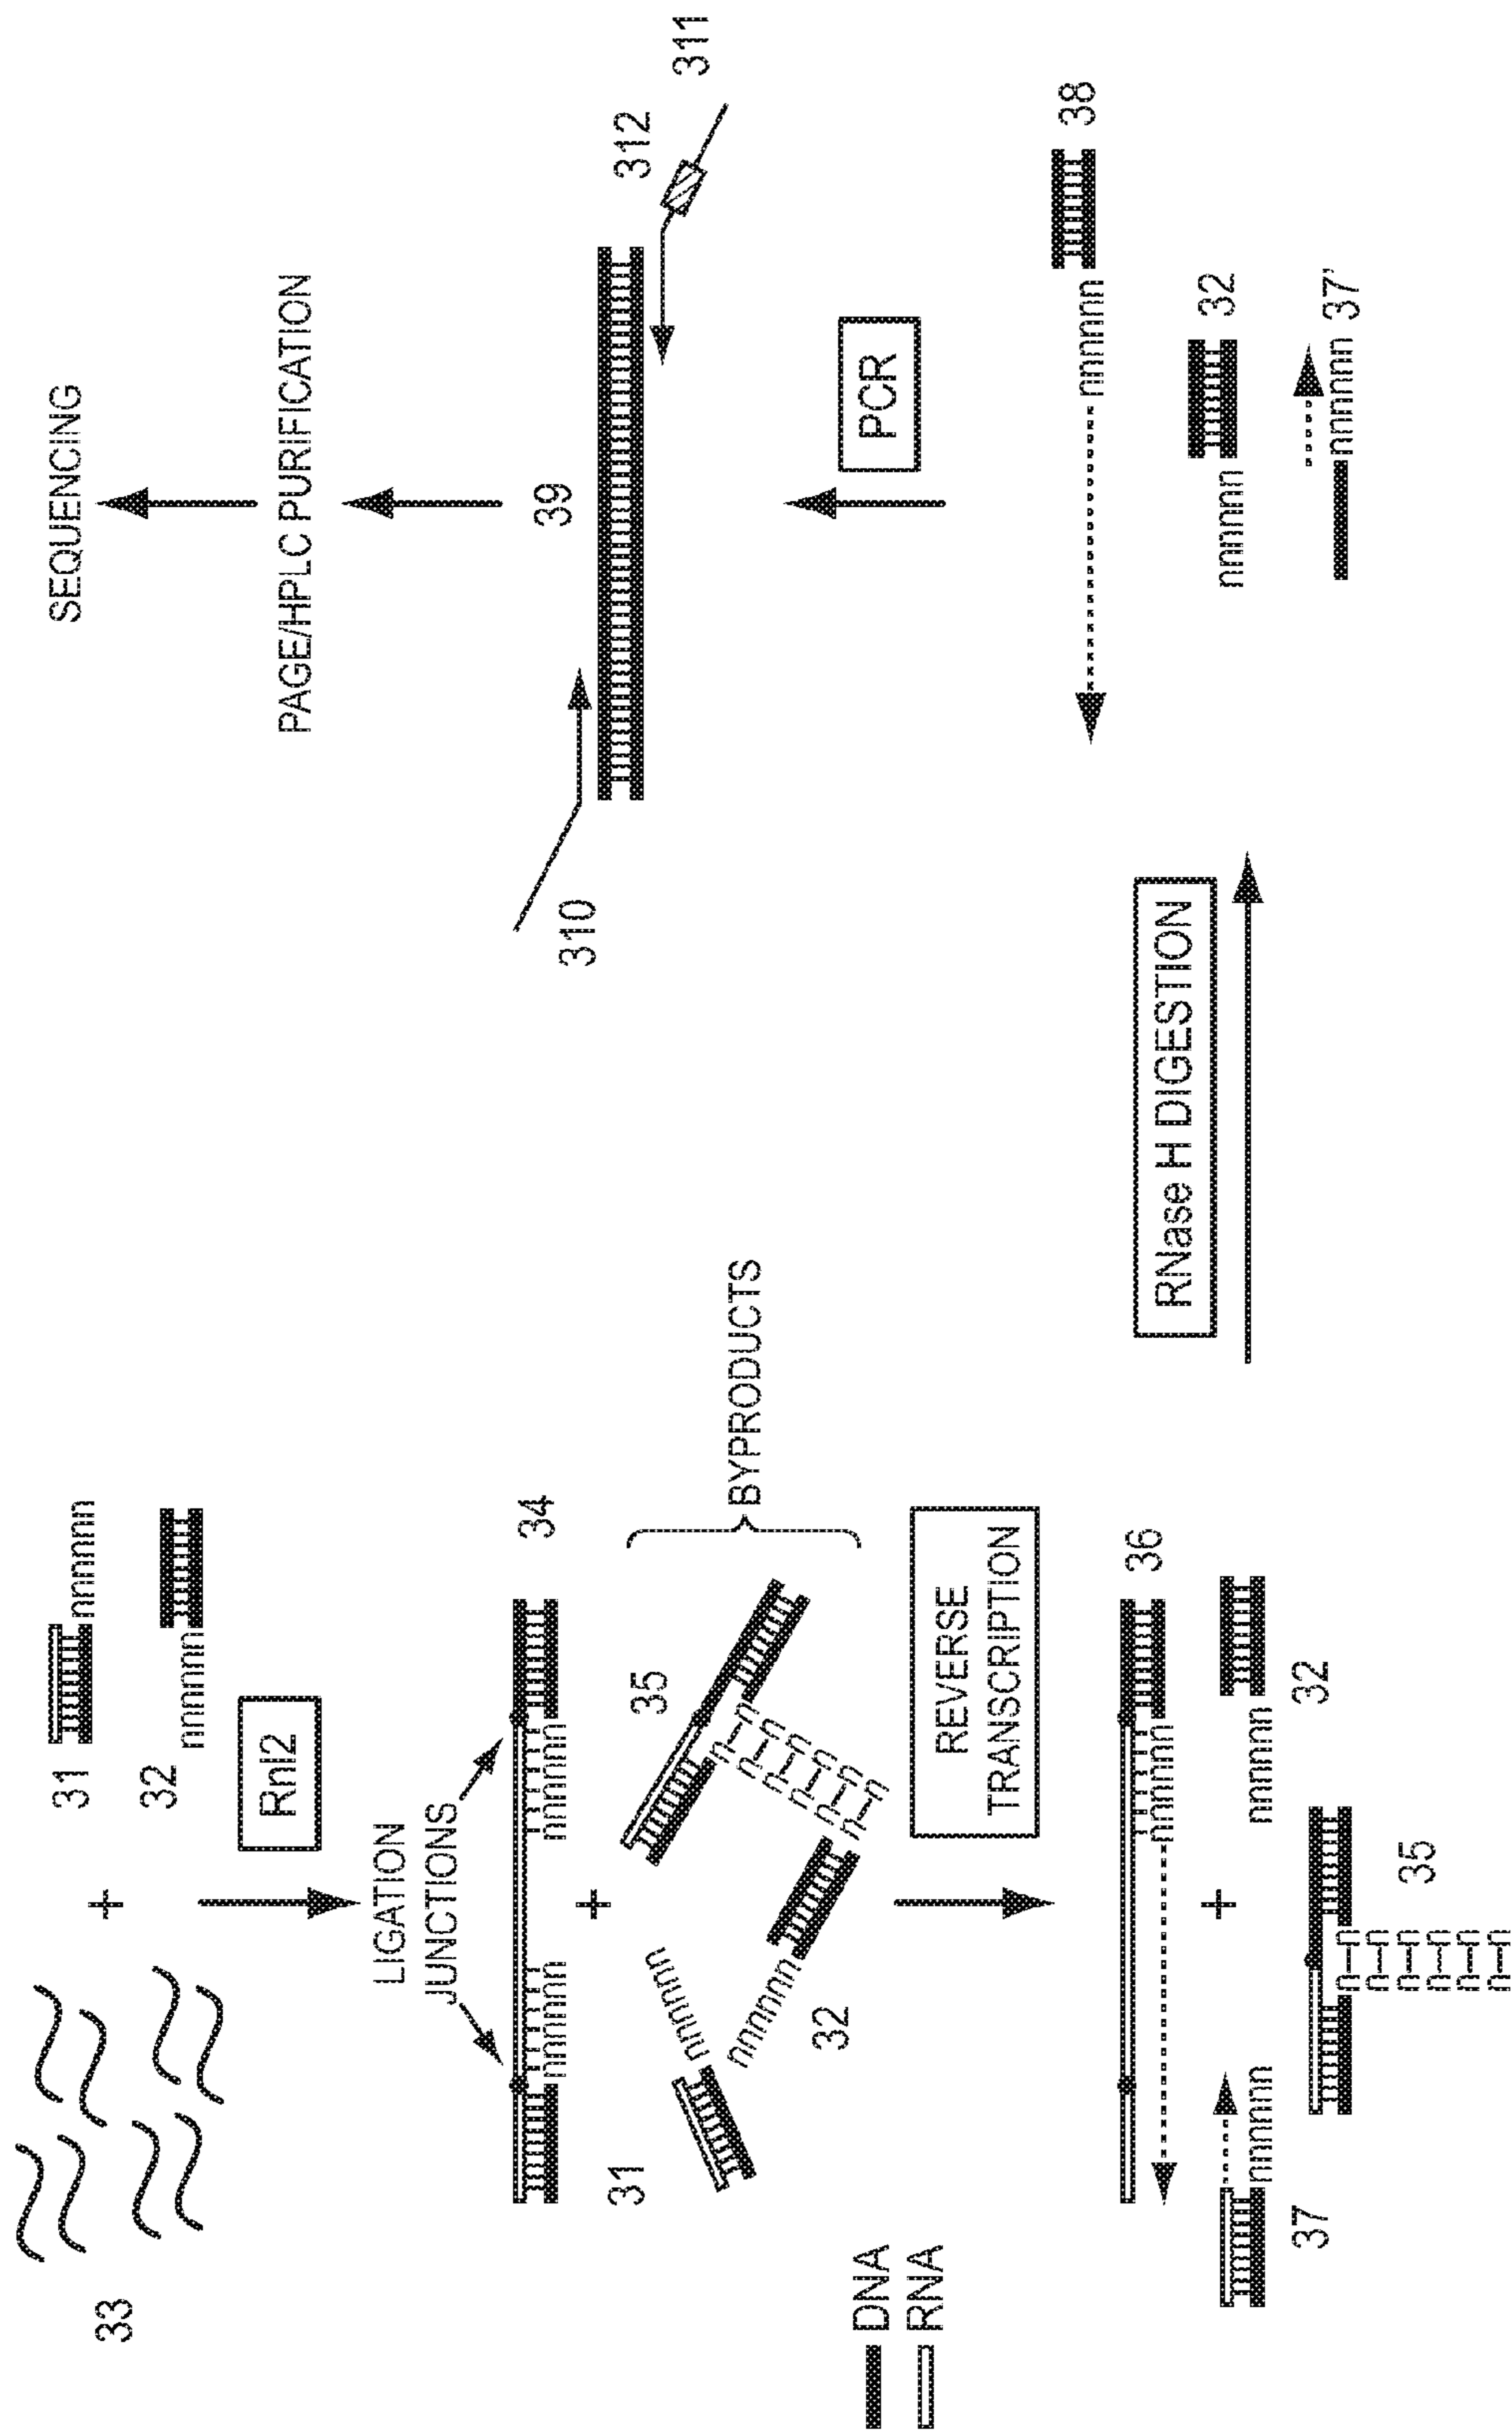 33
+
31
nnnnnn
32
nnnnnn
Rnl2
LIGATION
JUNCTIONS
nnnnnn
nnnnnn
34
+
31
nnnnnn
nnnnnn
32
35
n-n
n-n
n-n
n-n
n-n
n-n
BYPRODUCTS
DNA
RNA
REVERSE
TRANSCRIPTION
36
nnnnnn
37
nnnnnn
+
nnnnn
32
35
n-n
n-n
n-n
n-n
n-n
n-n
RNase H DIGESTION
38
nnnnnn
nnnnn
32
nnnnnn
37'
PCR
310
39
312
311
PAGE/HPLC PURIFICATION
SEQUENCING